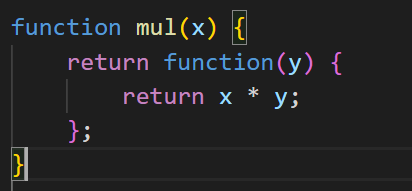 function mul(x) {
    return function(y) {
        return x * y;
    };
}